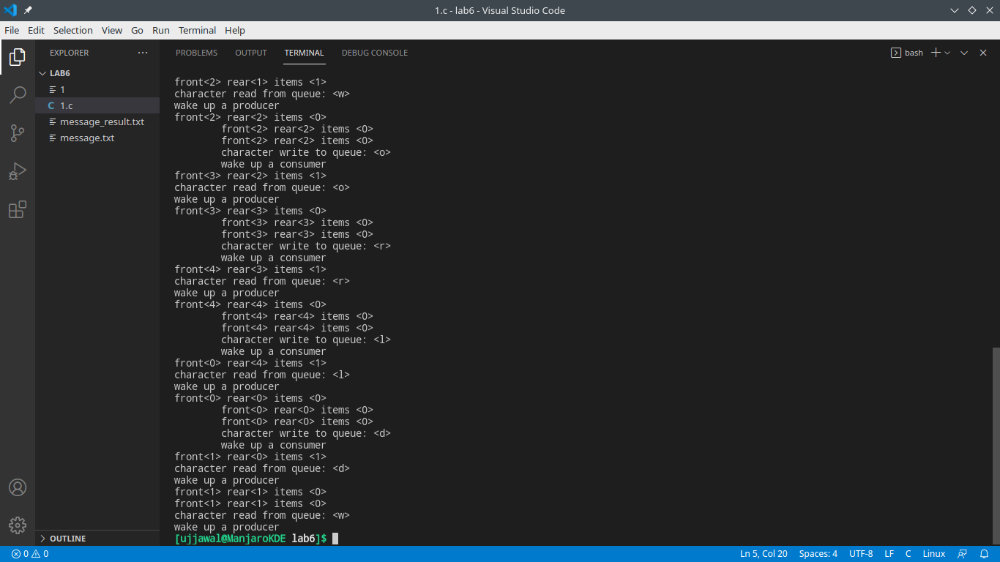 1.c - lab6 - Visual Studio Code
File Edit Selection View Go Run Terminal Help
EXPLORER ···
LAB6
1
C 1.c
message_result.txt
message.txt
OUTLINE
PROBLEMS OUTPUT TERMINAL DEBUG CONSOLE
bash
front<2> rear<1> items <1>
character read from queue: <w>
wake up a producer
front<2> rear<2> items <0>
front<2> rear<2> items <0>
front<2> rear<2> items <0>
character write to queue: <o>
wake up a consumer
front<3> rear<2> items <1>
character read from queue: <o>
wake up a producer
front<3> rear<3> items <0>
front<3> rear<3> items <0>
front<3> rear<3> items <0>
character write to queue: <r>
wake up a consumer
front<4> rear<3> items <1>
character read from queue: <r>
wake up a producer
front<4> rear<4> items <0>
front<4> rear<4> items <0>
front<4> rear<4> items <0>
character write to queue: <l>
wake up a consumer
front<0> rear<4> items <1>
character read from queue: <l>
wake up a producer
front<0> rear<0> items <0>
front<0> rear<0> items <0>
front<0> rear<0> items <0>
character write to queue: <d>
wake up a consumer
front<1> rear<0> items <1>
character read from queue: <d>
wake up a producer
front<1> rear<1> items <0>
front<1> rear<1> items <0>
character read from queue: <w>
wake up a producer
[ujjawal@ManjaroKDE lab6]$
0 0 Ln 5, Col 20 Spaces: 4 UTF-8 LF C Linux